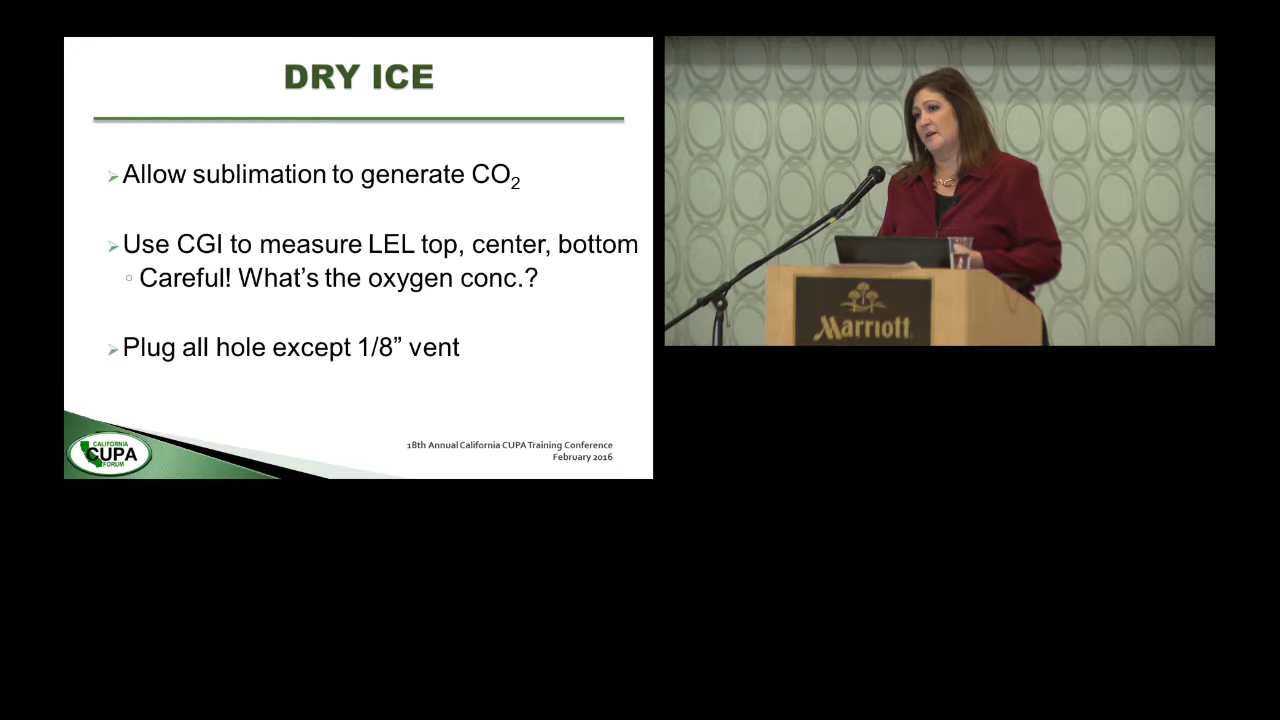 DRY ICE
Allow sublimation to generate CO₂
Use CGI to measure LEL top, center, bottom
Careful! What’s the oxygen conc.?
Plug all hole except 1/8” vent
18th Annual California CUPA Training Conference
February 2016
CALIFORNIA
CUPA
FORUM
Marriott